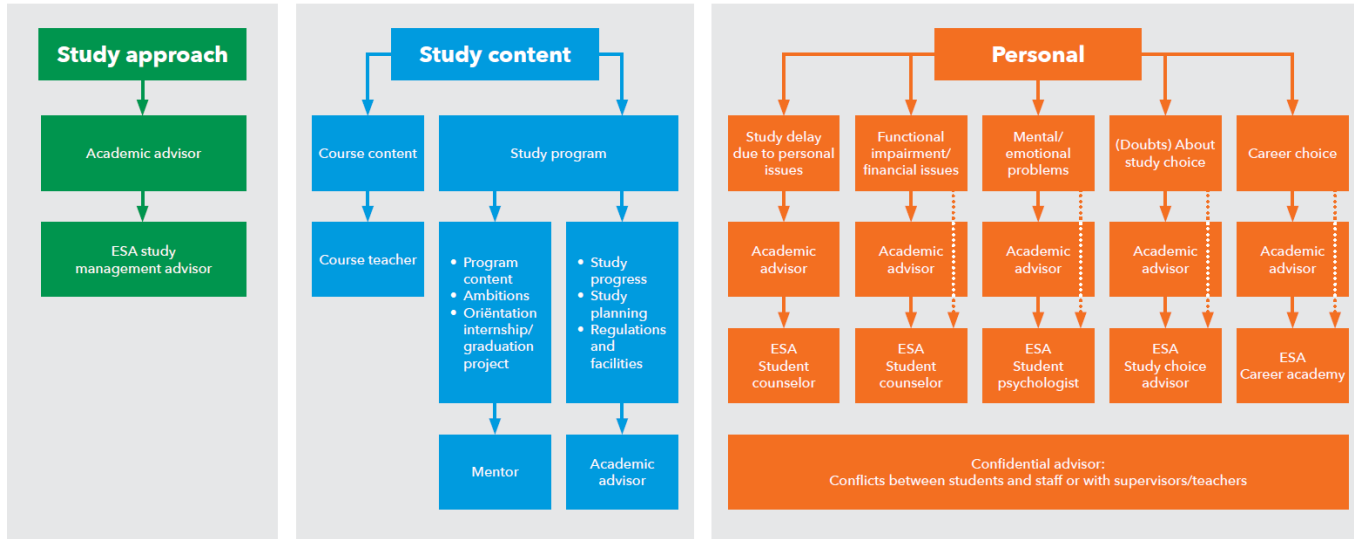 Study approach
Academic advisor
ESA study
management advisor
Study content
Course content
Study program
Course teacher
• Program
content
• Ambitions
• Oriëntation
internship/
graduation
project
• Study
progress
• Study
planning
• Regulations
and
facilities
Mentor
Academic
advisor
Personal
Study delay
due to personal
issues
Functional
impairment/
financial issues
Mental/
emotional
problems
(Doubts) About
study choice
Career choice
Academic
advisor
Academic
advisor
Academic
advisor
Academic
advisor
Academic
advisor
ESA
Student
counselor
ESA
Student
counselor
ESA
Student
psychologist
ESA
Study choice
advisor
ESA
Career academy
Confidential advisor:
Conflicts between students and staff or with supervisors/teachers